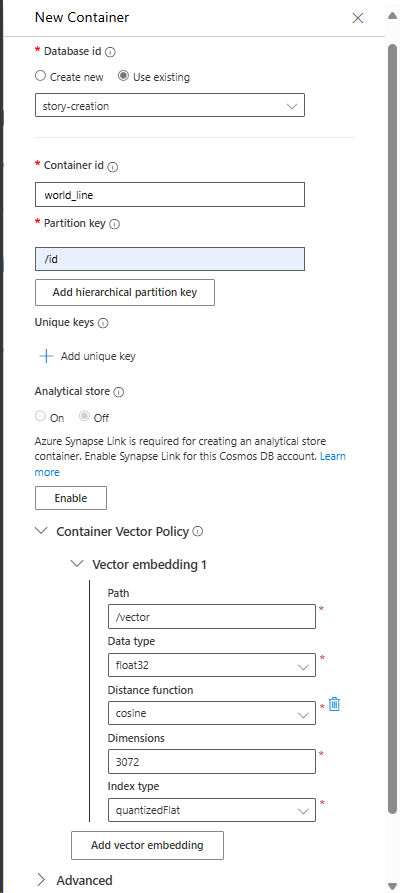 New Container
* Database id
Create new Use existing
story-creation
* Container id
world_line
* Partition key
/id
Add hierarchical partition key
Unique keys
Add unique key
Analytical store
On Off
Azure Synapse Link is required for creating an analytical store
container. Enable Synapse Link for this Cosmos DB account. Learn
more
Enable
Container Vector Policy
Vector embedding 1
Path
/vector
*
Data type
float32
*
Distance function
cosine
*
Dimensions
3072
*
Index type
quantizedFlat
*
Add vector embedding
Advanced